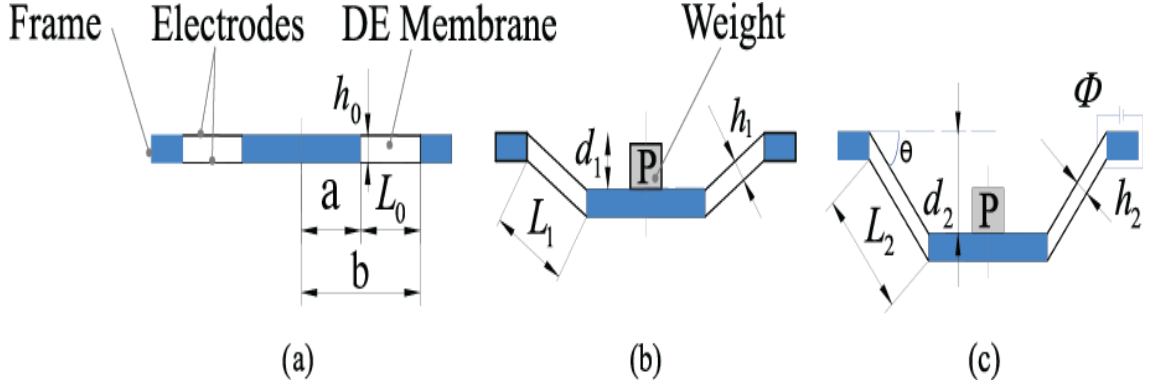 Frame Electrodes DE Membrane Weight
h₀ a L₀ b
d₁ P h₁ L₁
Φ θ d₂ P h₂ L₂
(a) (b) (c)